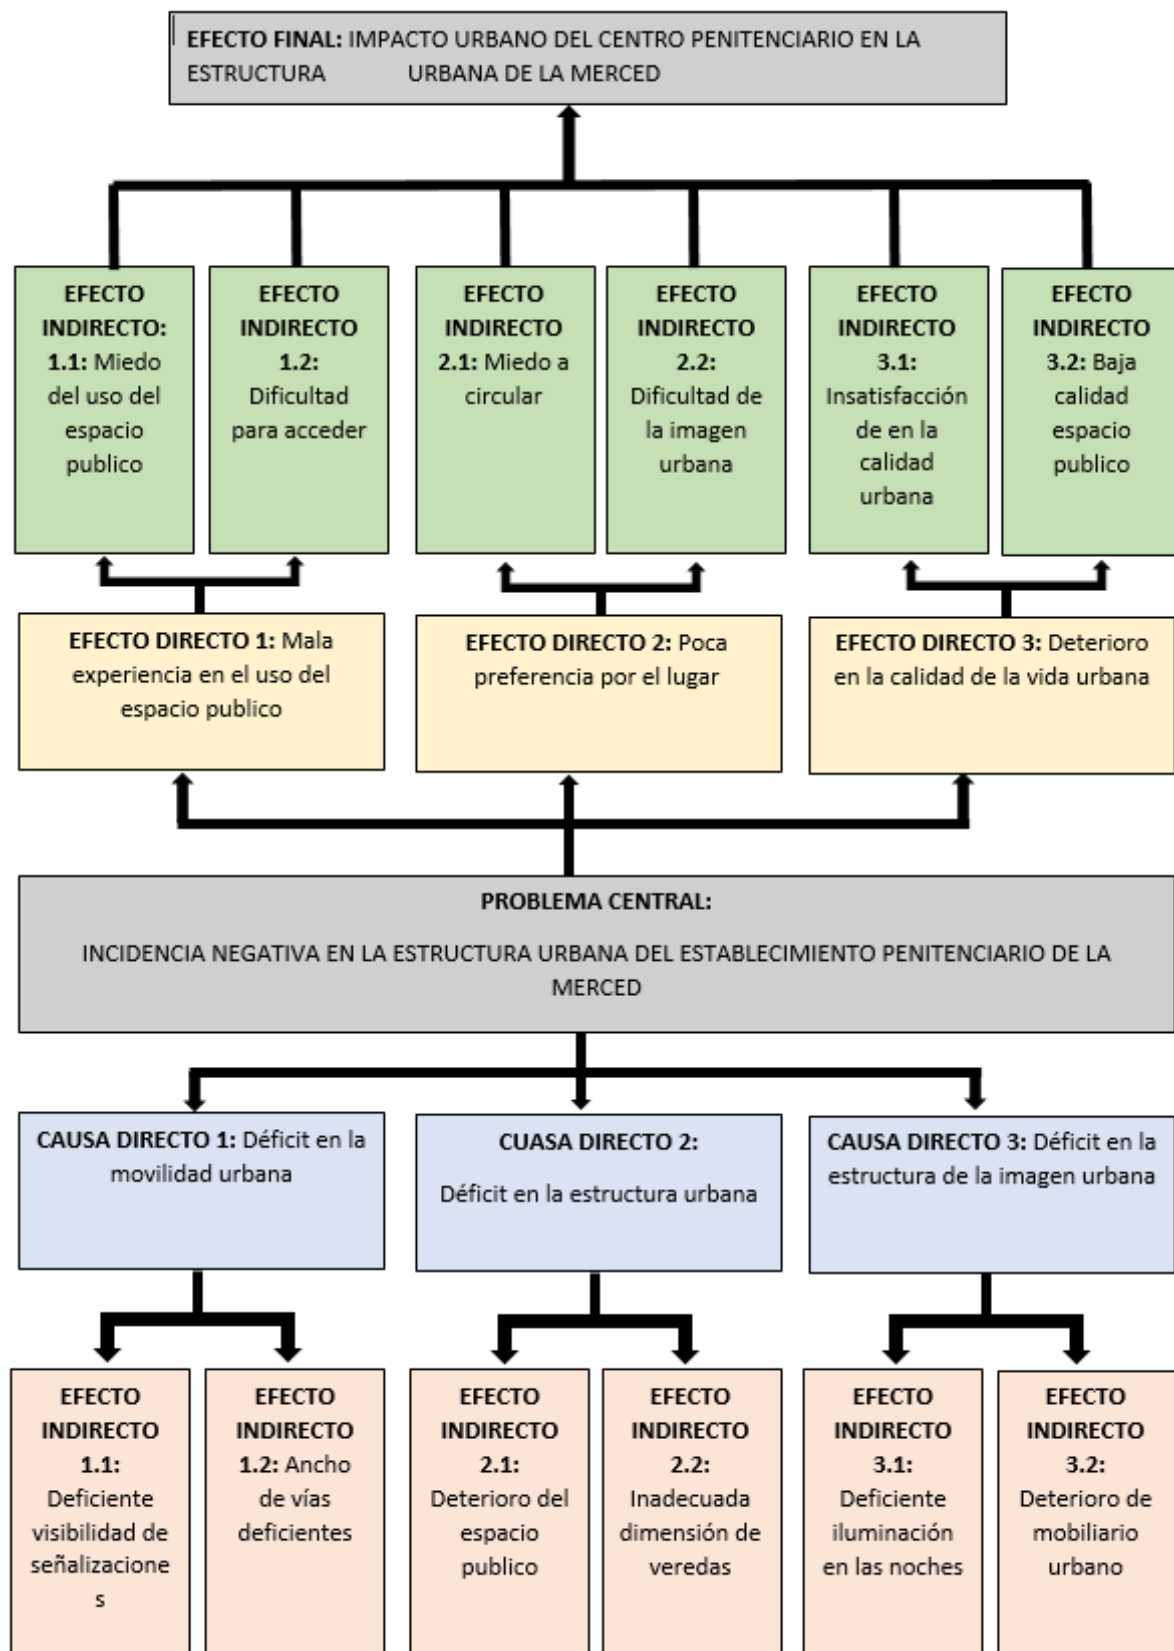 EFECTO FINAL: IMPACTO URBANO DEL CENTRO PENITENCIARIO EN LA
ESTRUCTURA URBANA DE LA MERCED
EFECTO
INDIRECTO:
1.1: Miedo
del uso del
espacio
publico
EFECTO
INDIRECTO
1.2:
Dificultad
para acceder
EFECTO
INDIRECTO
2.1: Miedo a
circular
EFECTO
INDIRECTO
2.2:
Dificultad de
la imagen
urbana
EFECTO
INDIRECTO
3.1:
Insatisfacción
de en la
calidad
urbana
EFECTO
INDIRECTO
3.2: Baja
calidad
espacio
publico
EFECTO DIRECTO 1: Mala
experiencia en el uso del
espacio publico
EFECTO DIRECTO 2: Poca
preferencia por el lugar
EFECTO DIRECTO 3: Deterioro
en la calidad de la vida urbana
PROBLEMA CENTRAL:
INCIDENCIA NEGATIVA EN LA ESTRUCTURA URBANA DEL ESTABLECIMIENTO PENITENCIARIO DE LA
MERCED
CAUSA DIRECTO 1: Déficit en la
movilidad urbana
CUASA DIRECTO 2:
Déficit en la estructura urbana
CAUSA DIRECTO 3: Déficit en la
estructura de la imagen urbana
EFECTO
INDIRECTO
1.1:
Deficiente
visibilidad de
señalizacione
s
EFECTO
INDIRECTO
1.2: Ancho
de vías
deficientes
EFECTO
INDIRECTO
2.1:
Deterioro del
espacio
publico
EFECTO
INDIRECTO
2.2:
Inadecuada
dimensión de
veredas
EFECTO
INDIRECTO
3.1:
Deficiente
iluminación
en las noches
EFECTO
INDIRECTO
3.2:
Deterioro de
mobiliario
urbano